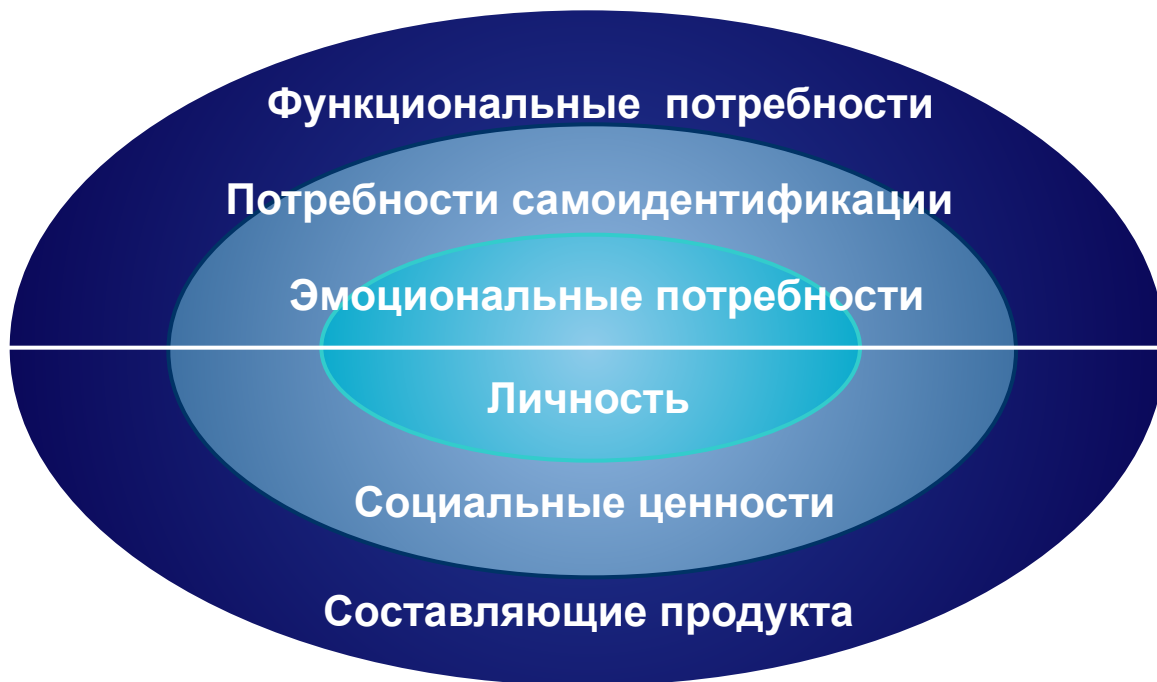 Функциональные потребности
Потребности самоидентификации
Эмоциональные потребности
Личность
Социальные ценности
Составляющие продукта